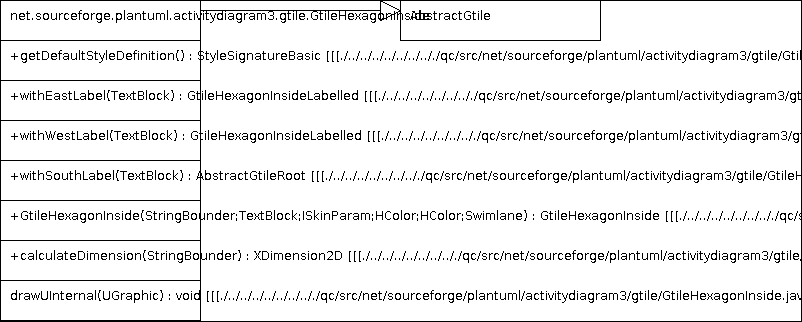 net.sourceforge.plantuml.activitydiagram3.gtile.GtileHexagonInside
AbstractGtile
+getDefaultStyleDefinition() : StyleSignatureBasic [[[./../../../../../../../../qc/src/net/sourceforge/plantuml/activitydiagram3/gtile/Gtil
+withEastLabel(TextBlock) : GtileHexagonInsideLabelled [[[./../../../../../../../../qc/src/net/sourceforge/plantuml/activitydiagram3/gt
+withWestLabel(TextBlock) : GtileHexagonInsideLabelled [[[./../../../../../../../../qc/src/net/sourceforge/plantuml/activitydiagram3/g
+withSouthLabel(TextBlock) : AbstractGtileRoot [[[./../../../../../../../../qc/src/net/sourceforge/plantuml/activitydiagram3/gtile/GtileH
+GtileHexagonInside(StringBounder;TextBlock;ISkinParam;HColor;HColor;Swimlane) : GtileHexagonInside [[[./../../../../../../../../qc/s
+calculateDimension(StringBounder) : XDimension2D [[[./../../../../../../../../qc/src/net/sourceforge/plantuml/activitydiagram3/gtile,
drawUInternal(UGraphic) : void [[[./../../../../../../../../qc/src/net/sourceforge/plantuml/activitydiagram3/gtile/GtileHexagonInside.jav